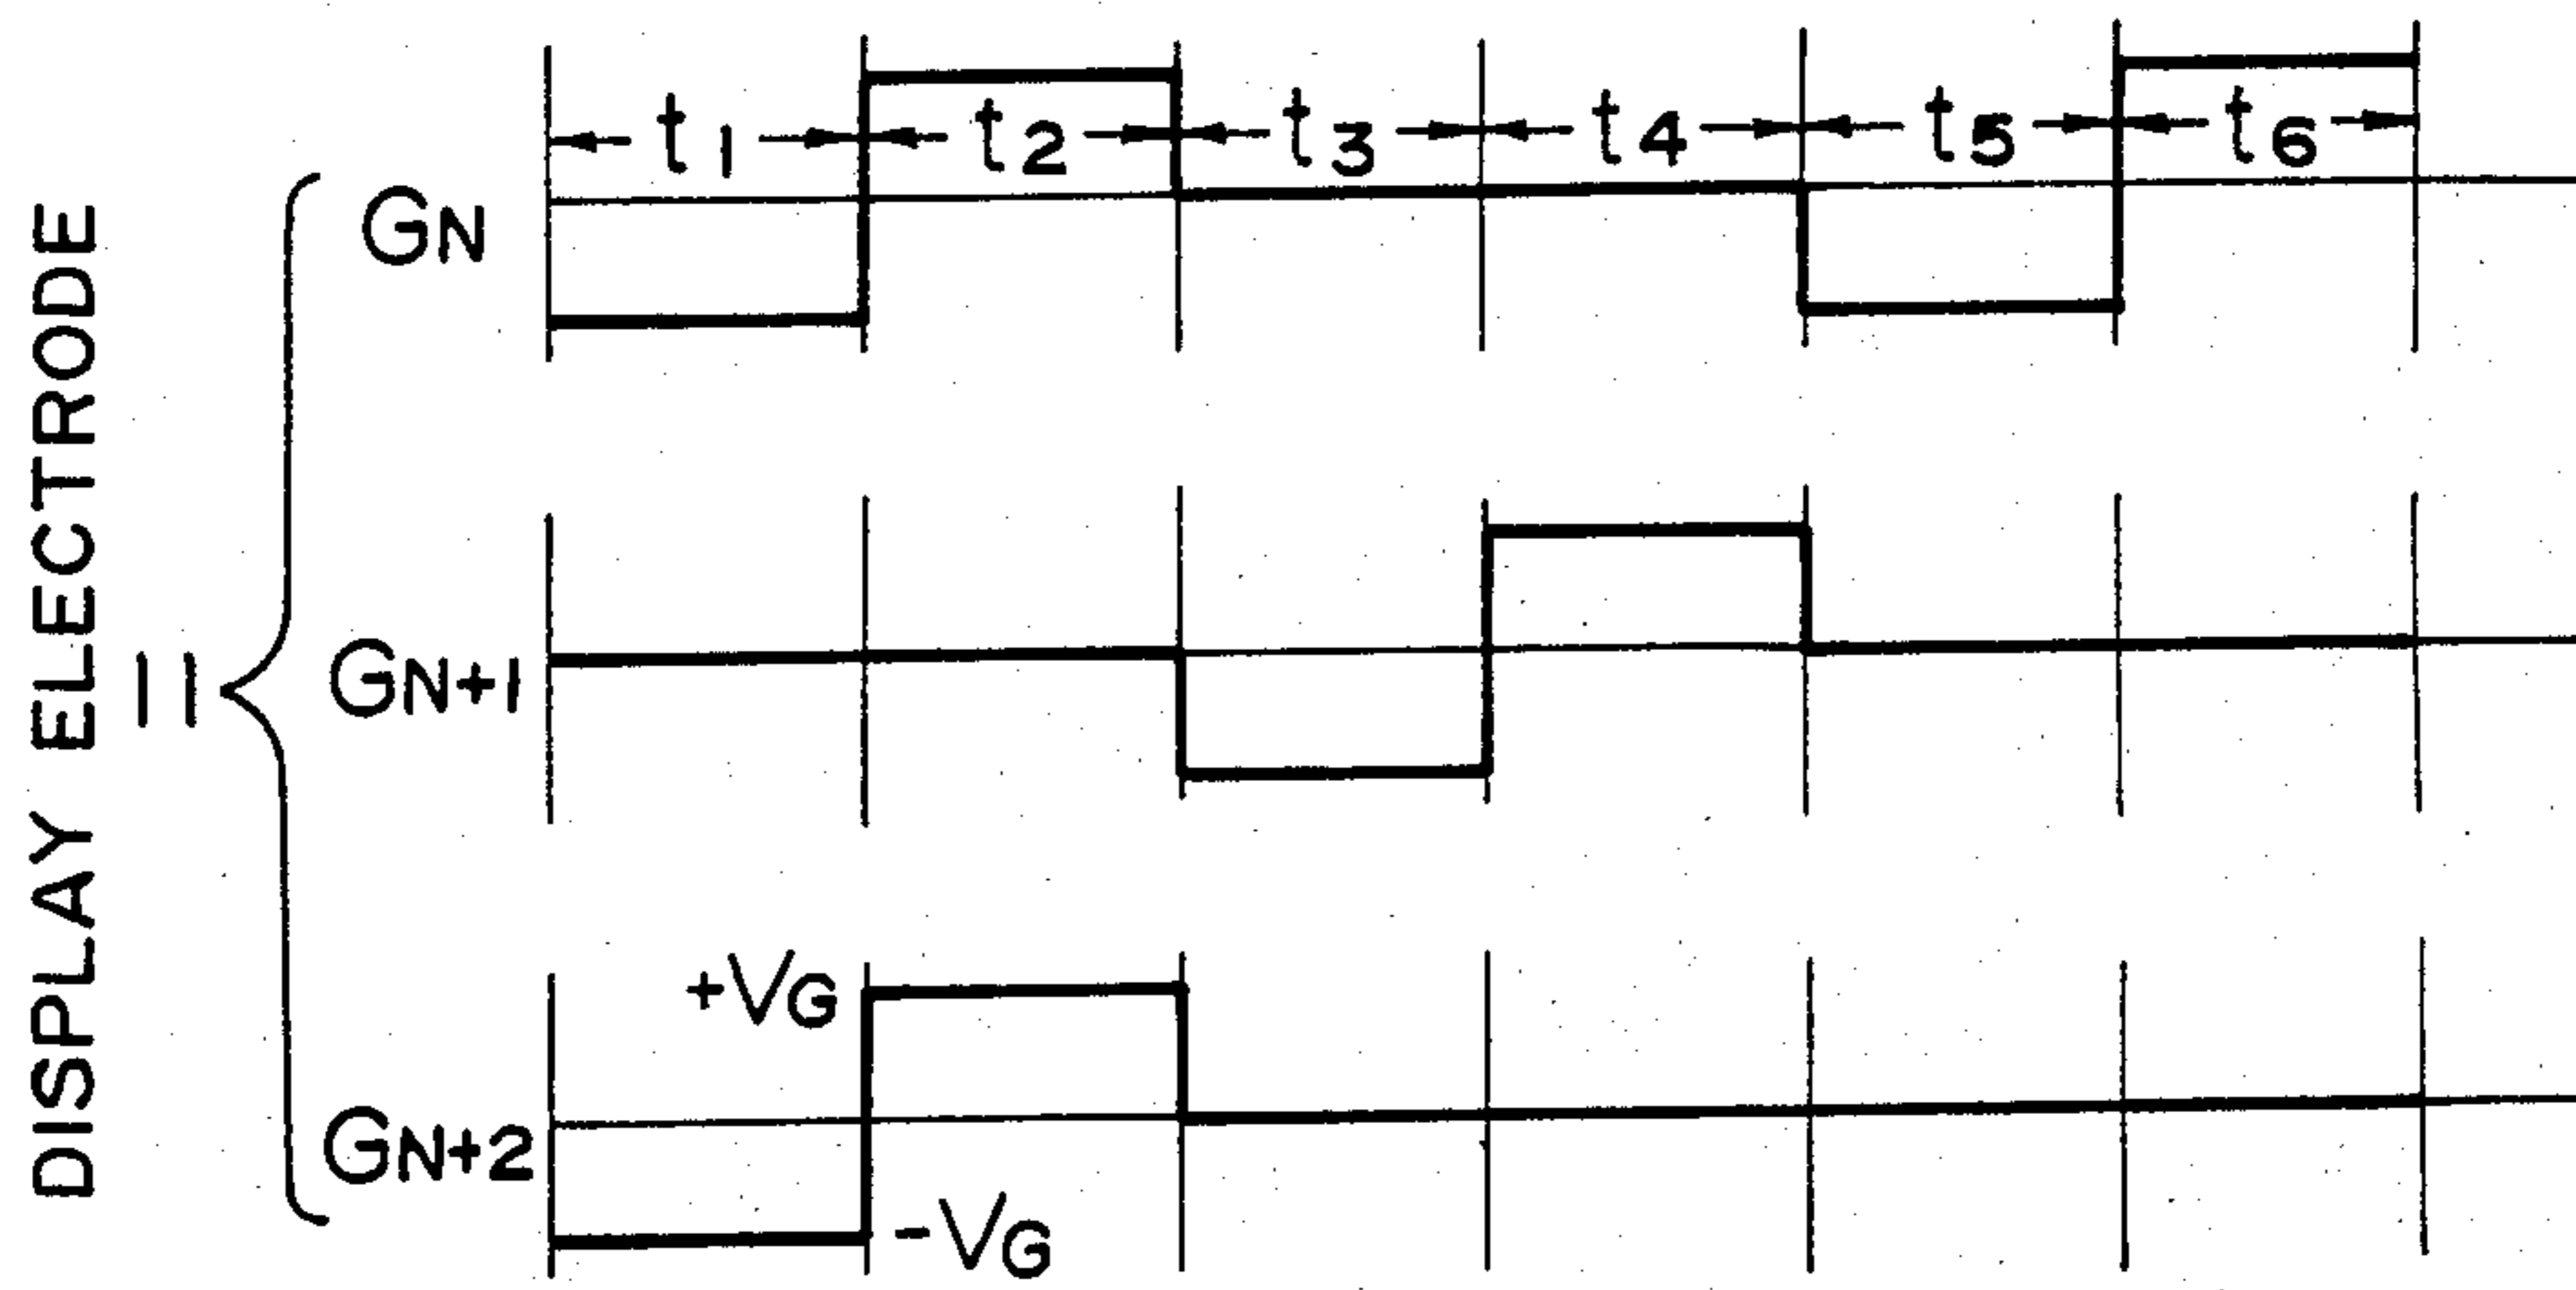 DISPLAY ELECTRODE
11
t1 t2 t3 t4 t5 t6
GN
GN+1
+VG
GN+2
-VG